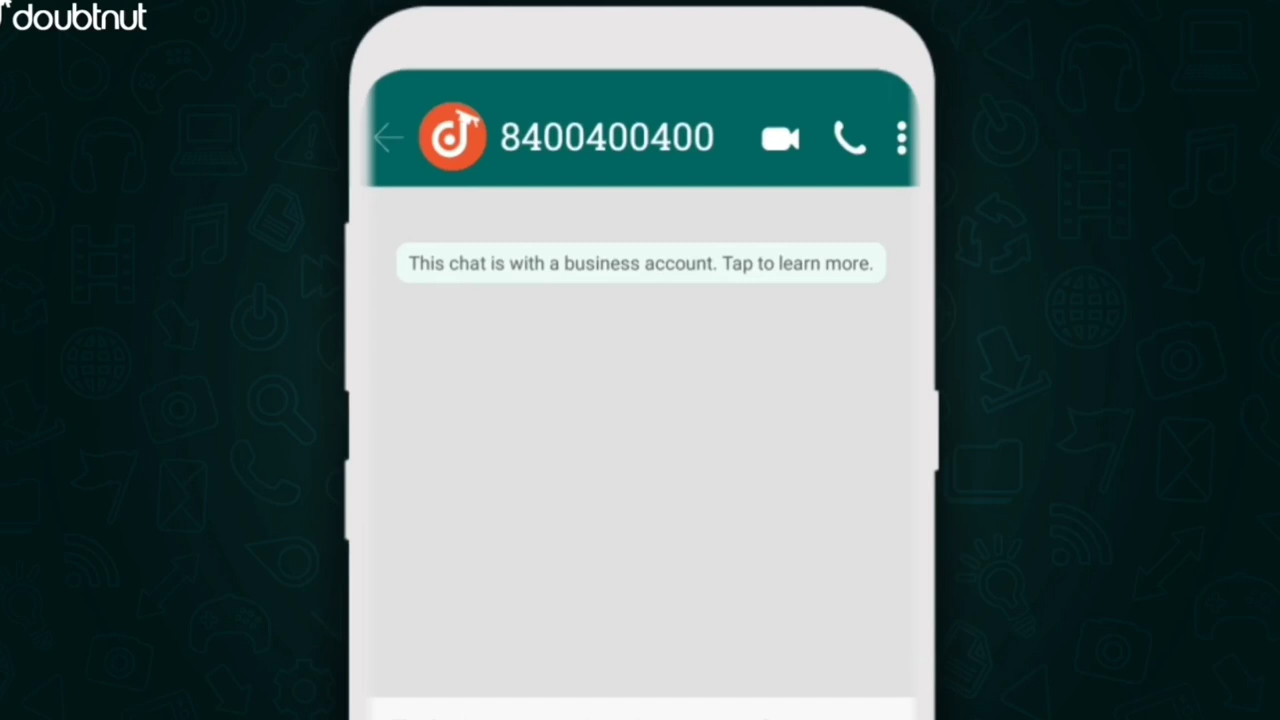 doubtnut
8400400400
This chat is with a business account. Tap to learn more.